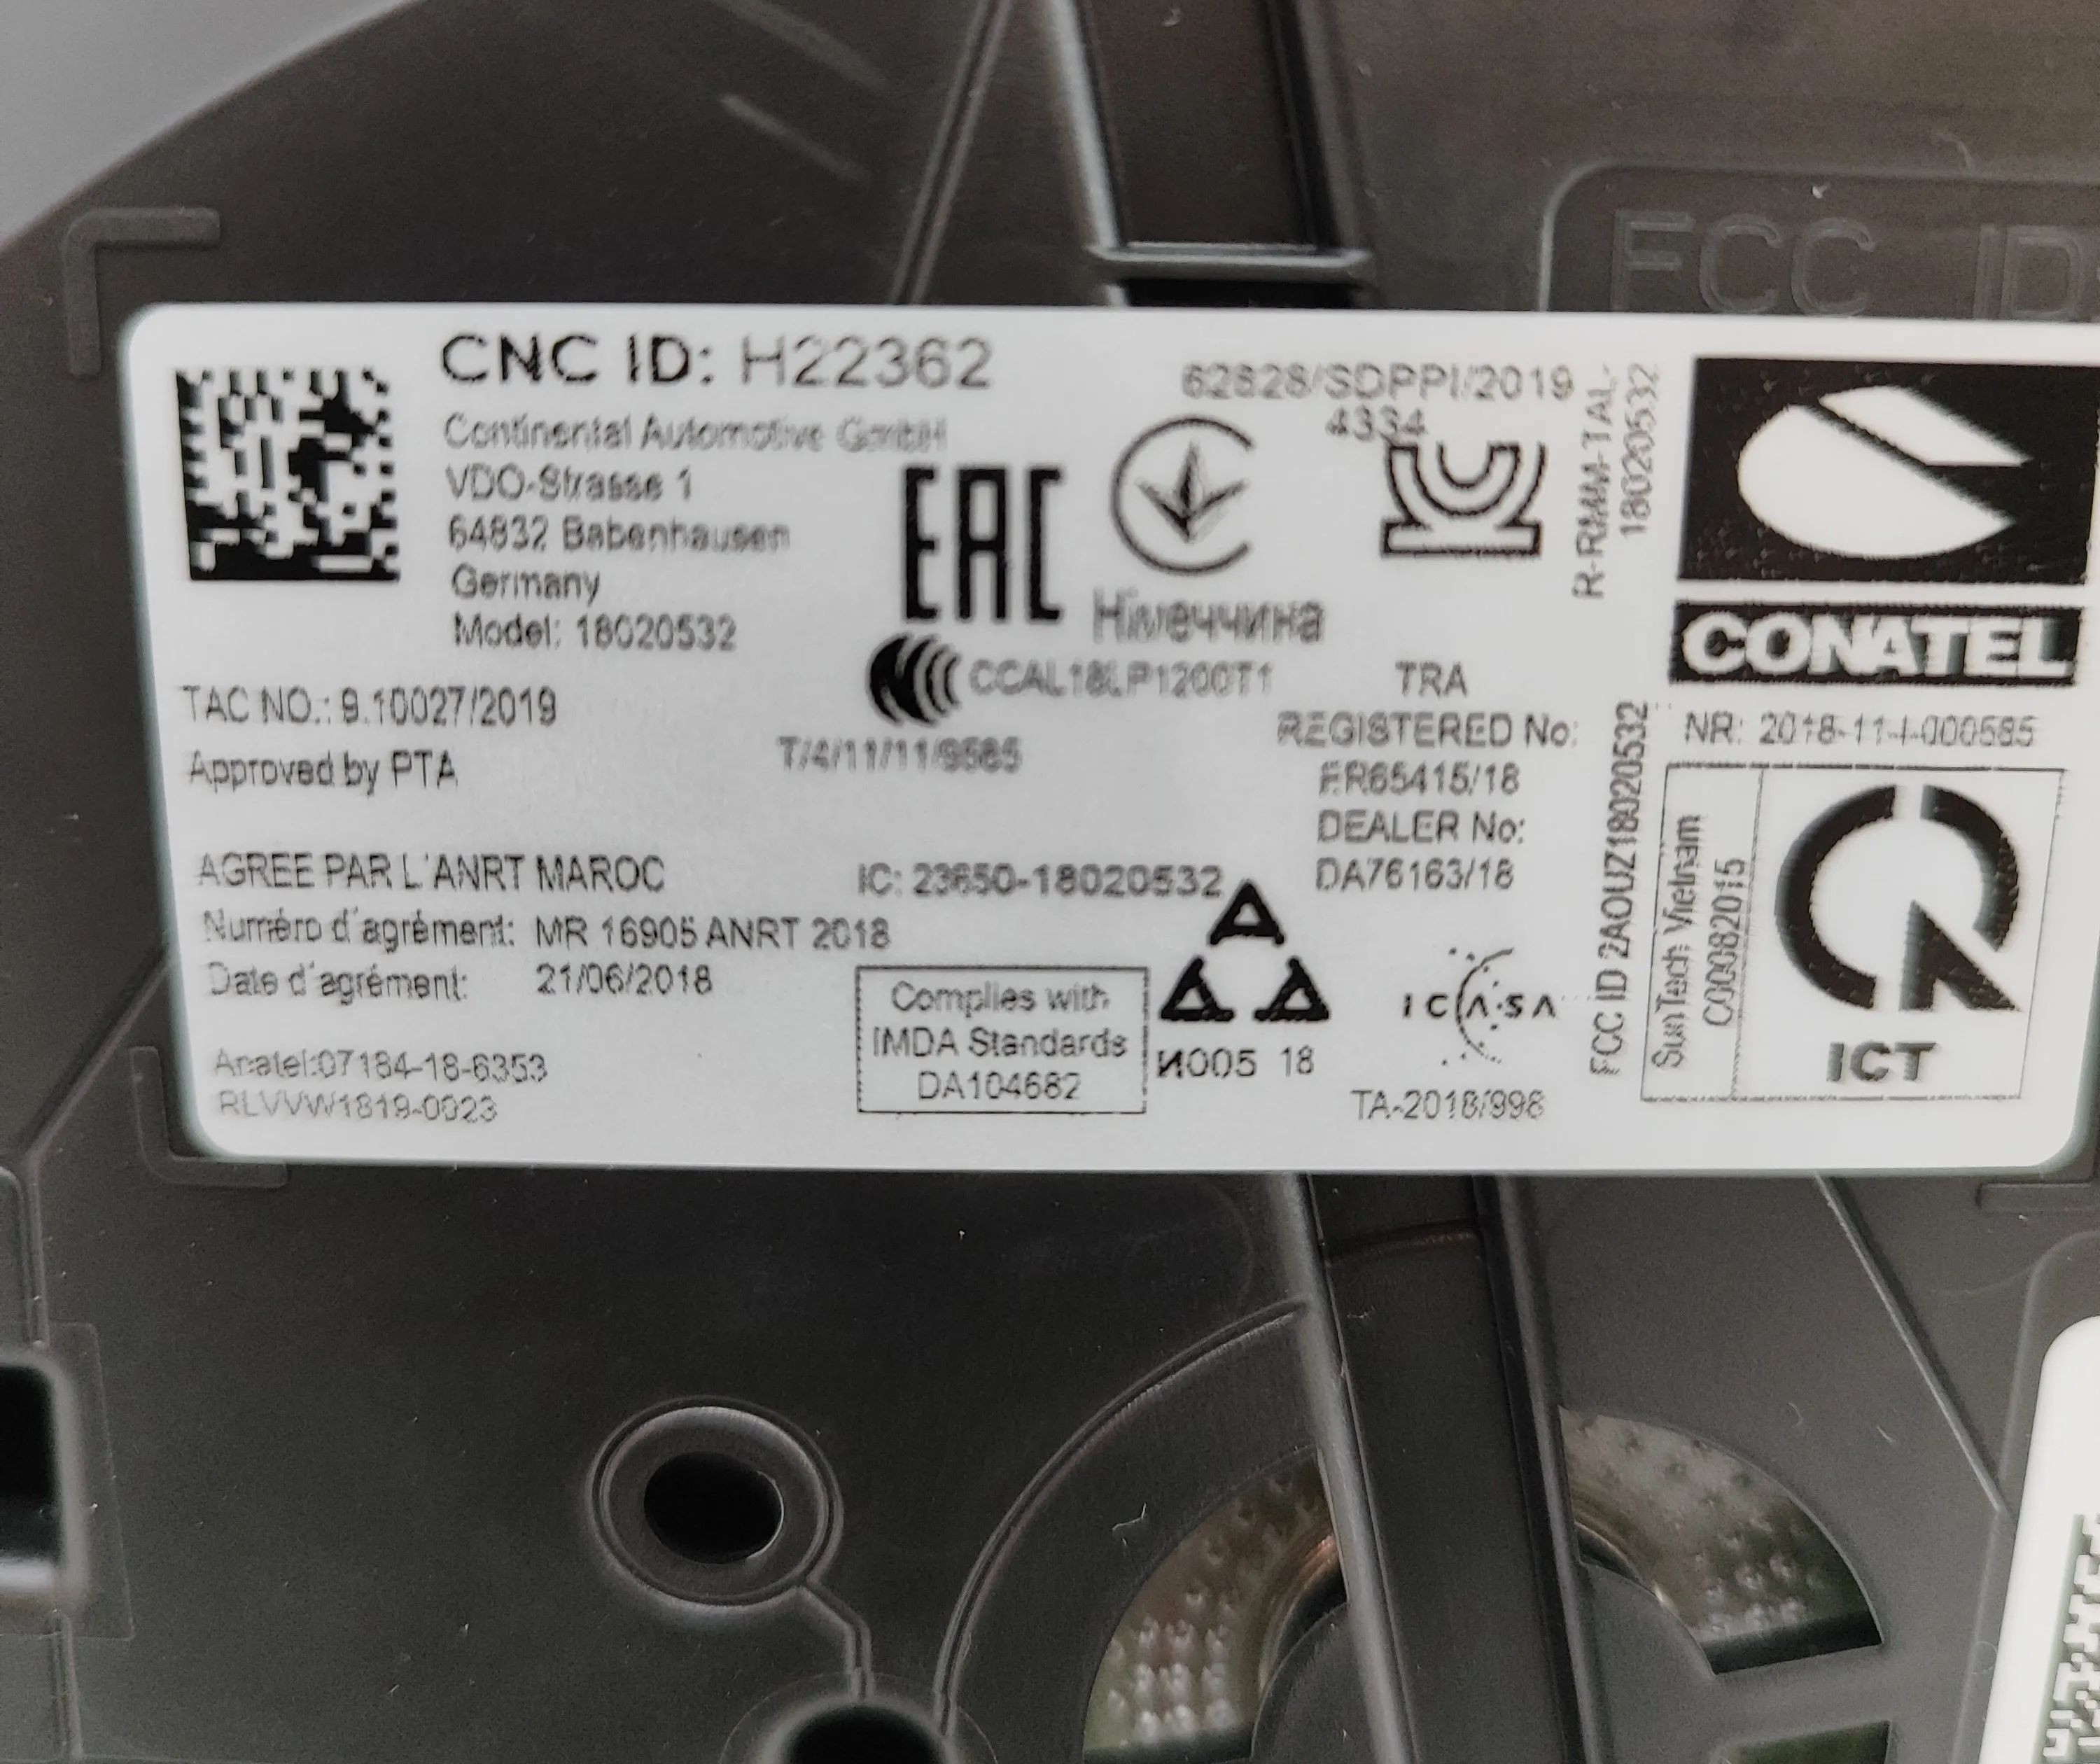 FCC ID
CNC ID: H22362
Continental Automotive GmbH
VDO-Strasse 1
64832 Babenhausen
Germany
Model: 18020532
TAC NO.: 9.10027/2019
Approved by PTA
AGREE PAR L'ANRT MAROC
Numéro d'agrément: MR 16905 ANRT 2018
Date d'agrément: 21/06/2018
Anatel:07184-18-6353
RLVVW1819-0023
EAC
Німеччина
CCAL18LP1200T1
T/4/11/11/9585
IC: 23650-18020532
Complies with
IMDA Standards
DA104682
62828/SDPPI/2019
4334
R-RMM-TAL-
18020532
TRA
REGISTERED No:
ER65415/18
DEALER No:
DA76163/18
И005 18
ICASA
TA-2018/998
FCC ID 2AOUZ18020532
CONATEL
NR: 2018-11-I-000585
SunTech Vietnam
C000822015
ICT